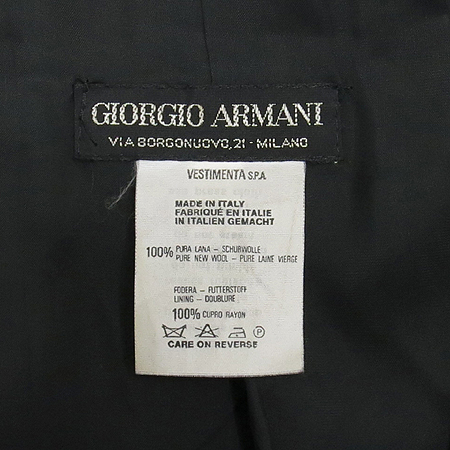 GIORGIO ARMANI
VIA BORGONUOVO, 21 - MILANO
VESTIMENTA S.P.A
MADE IN ITALY
FABRIQUÉ EN ITALIE
IN ITALIEN GEMACHT
100% PURA LANA – SCHURWOLLE
PURE NEW WOOL – PURE LAINE VIERGE
FODERA – FUTTERSTOFF
LINING – DOUBLURE
100% CUPRO RAYON
P
CARE ON REVERSE